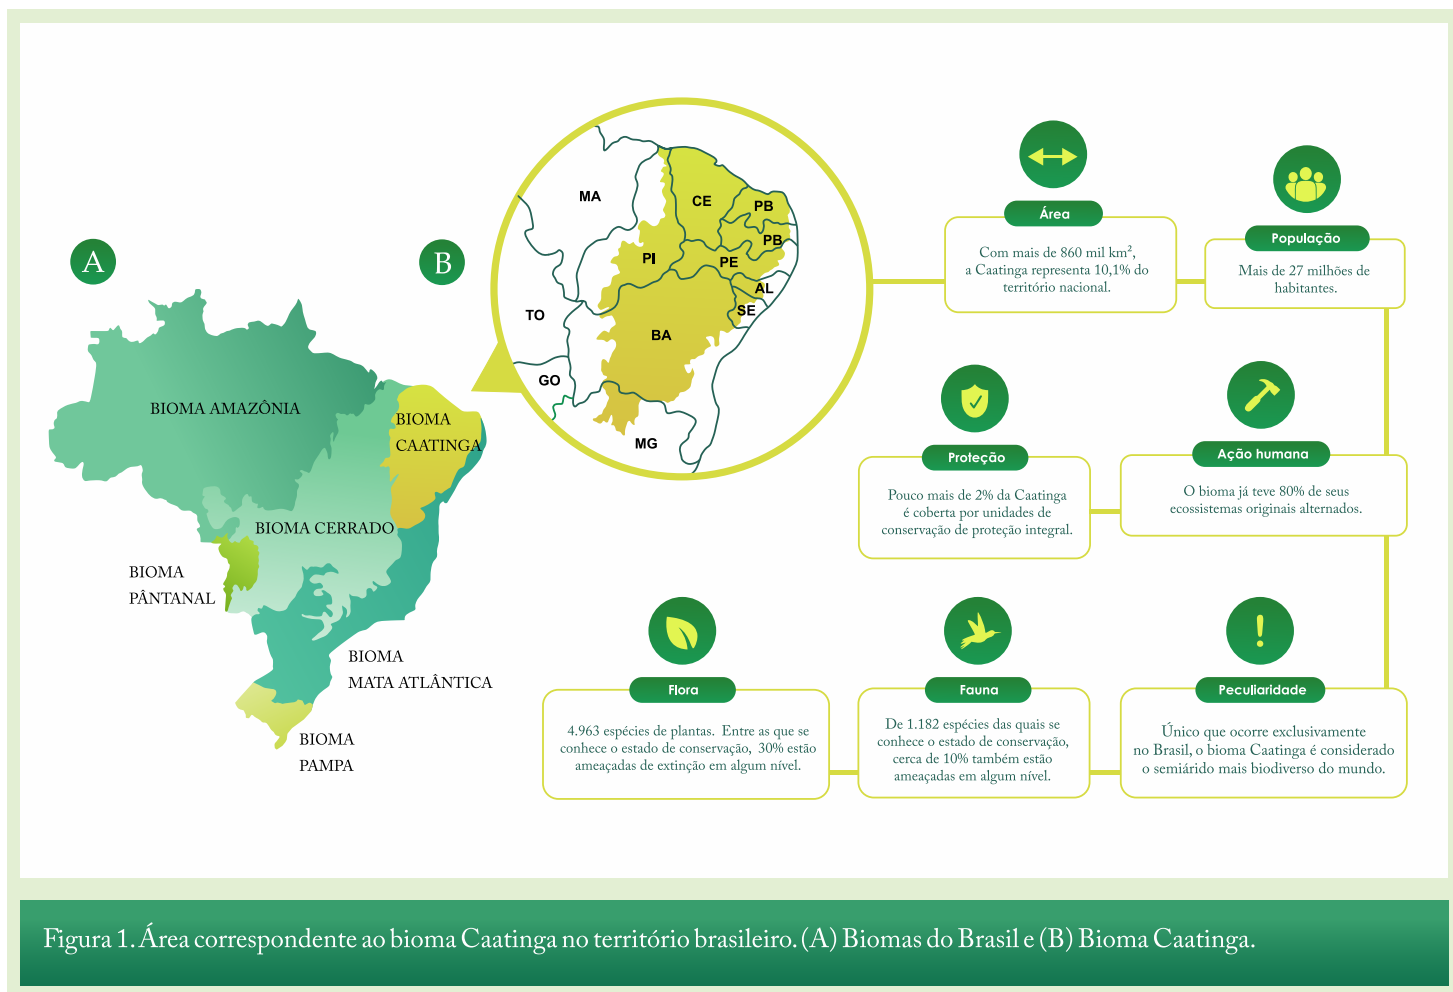 A
BIOMA AMAZÔNIA
BIOMA
CAATINGA
BIOMA CERRADO
BIOMA
PÂNTANAL
BIOMA
MATA ATLÂNTICA
BIOMA
PAMPA
B
MA
CE
PB
PB
PI
PE
AL
SE
TO
BA
GO
MG
Área
Com mais de 860 mil km²,
a Caatinga representa 10,1% do
território nacional.
População
Mais de 27 milhões de
habitantes.
Proteção
Pouco mais de 2% da Caatinga
é coberta por unidades de
conservação de proteção integral.
Ação humana
O bioma já teve 80% de seus
ecossistemas originais alternados.
Flora
4.963 espécies de plantas. Entre as que se
conhece o estado de conservação, 30% estão
ameaçadas de extinção em algum nível.
Fauna
De 1.182 espécies das quais se
conhece o estado de conservação,
cerca de 10% também estão
ameaçadas em algum nível.
Peculiaridade
Único que ocorre exclusivamente
no Brasil, o bioma Caatinga é considerado
o semiárido mais biodiverso do mundo.
Figura 1. Área correspondente ao bioma Caatinga no território brasileiro. (A) Biomas do Brasil e (B) Bioma Caatinga.